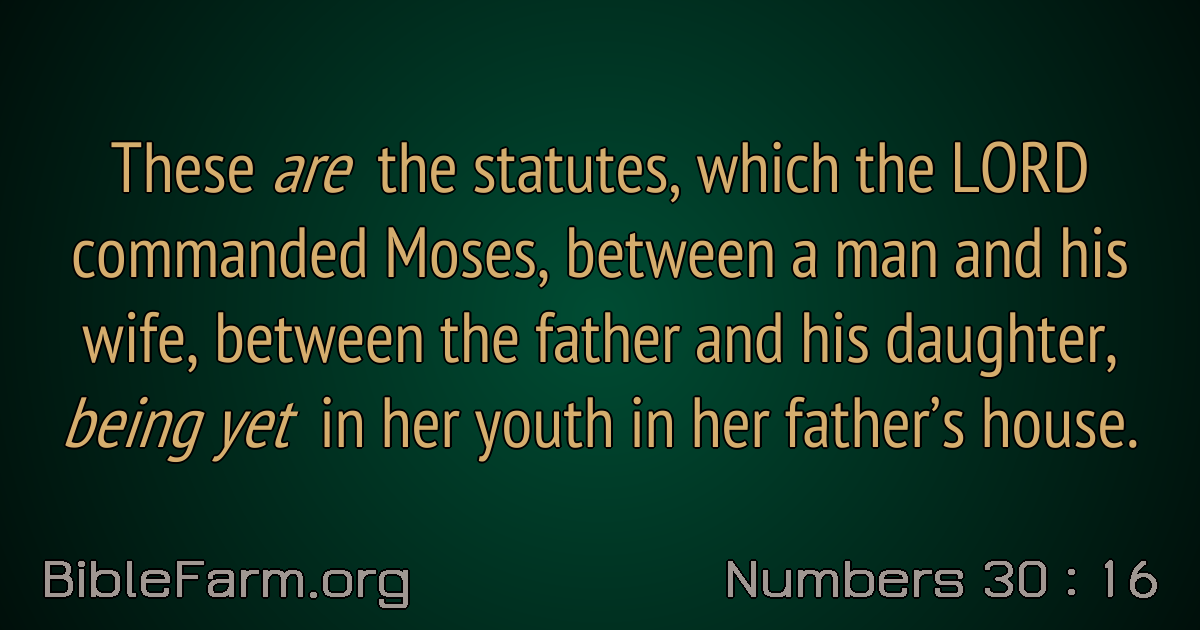 These are the statutes, which the LORD
commanded Moses, between a man and his
wife, between the father and his daughter,
being yet in her youth in her father’s house.
BibleFarm.org
Numbers 30 : 16